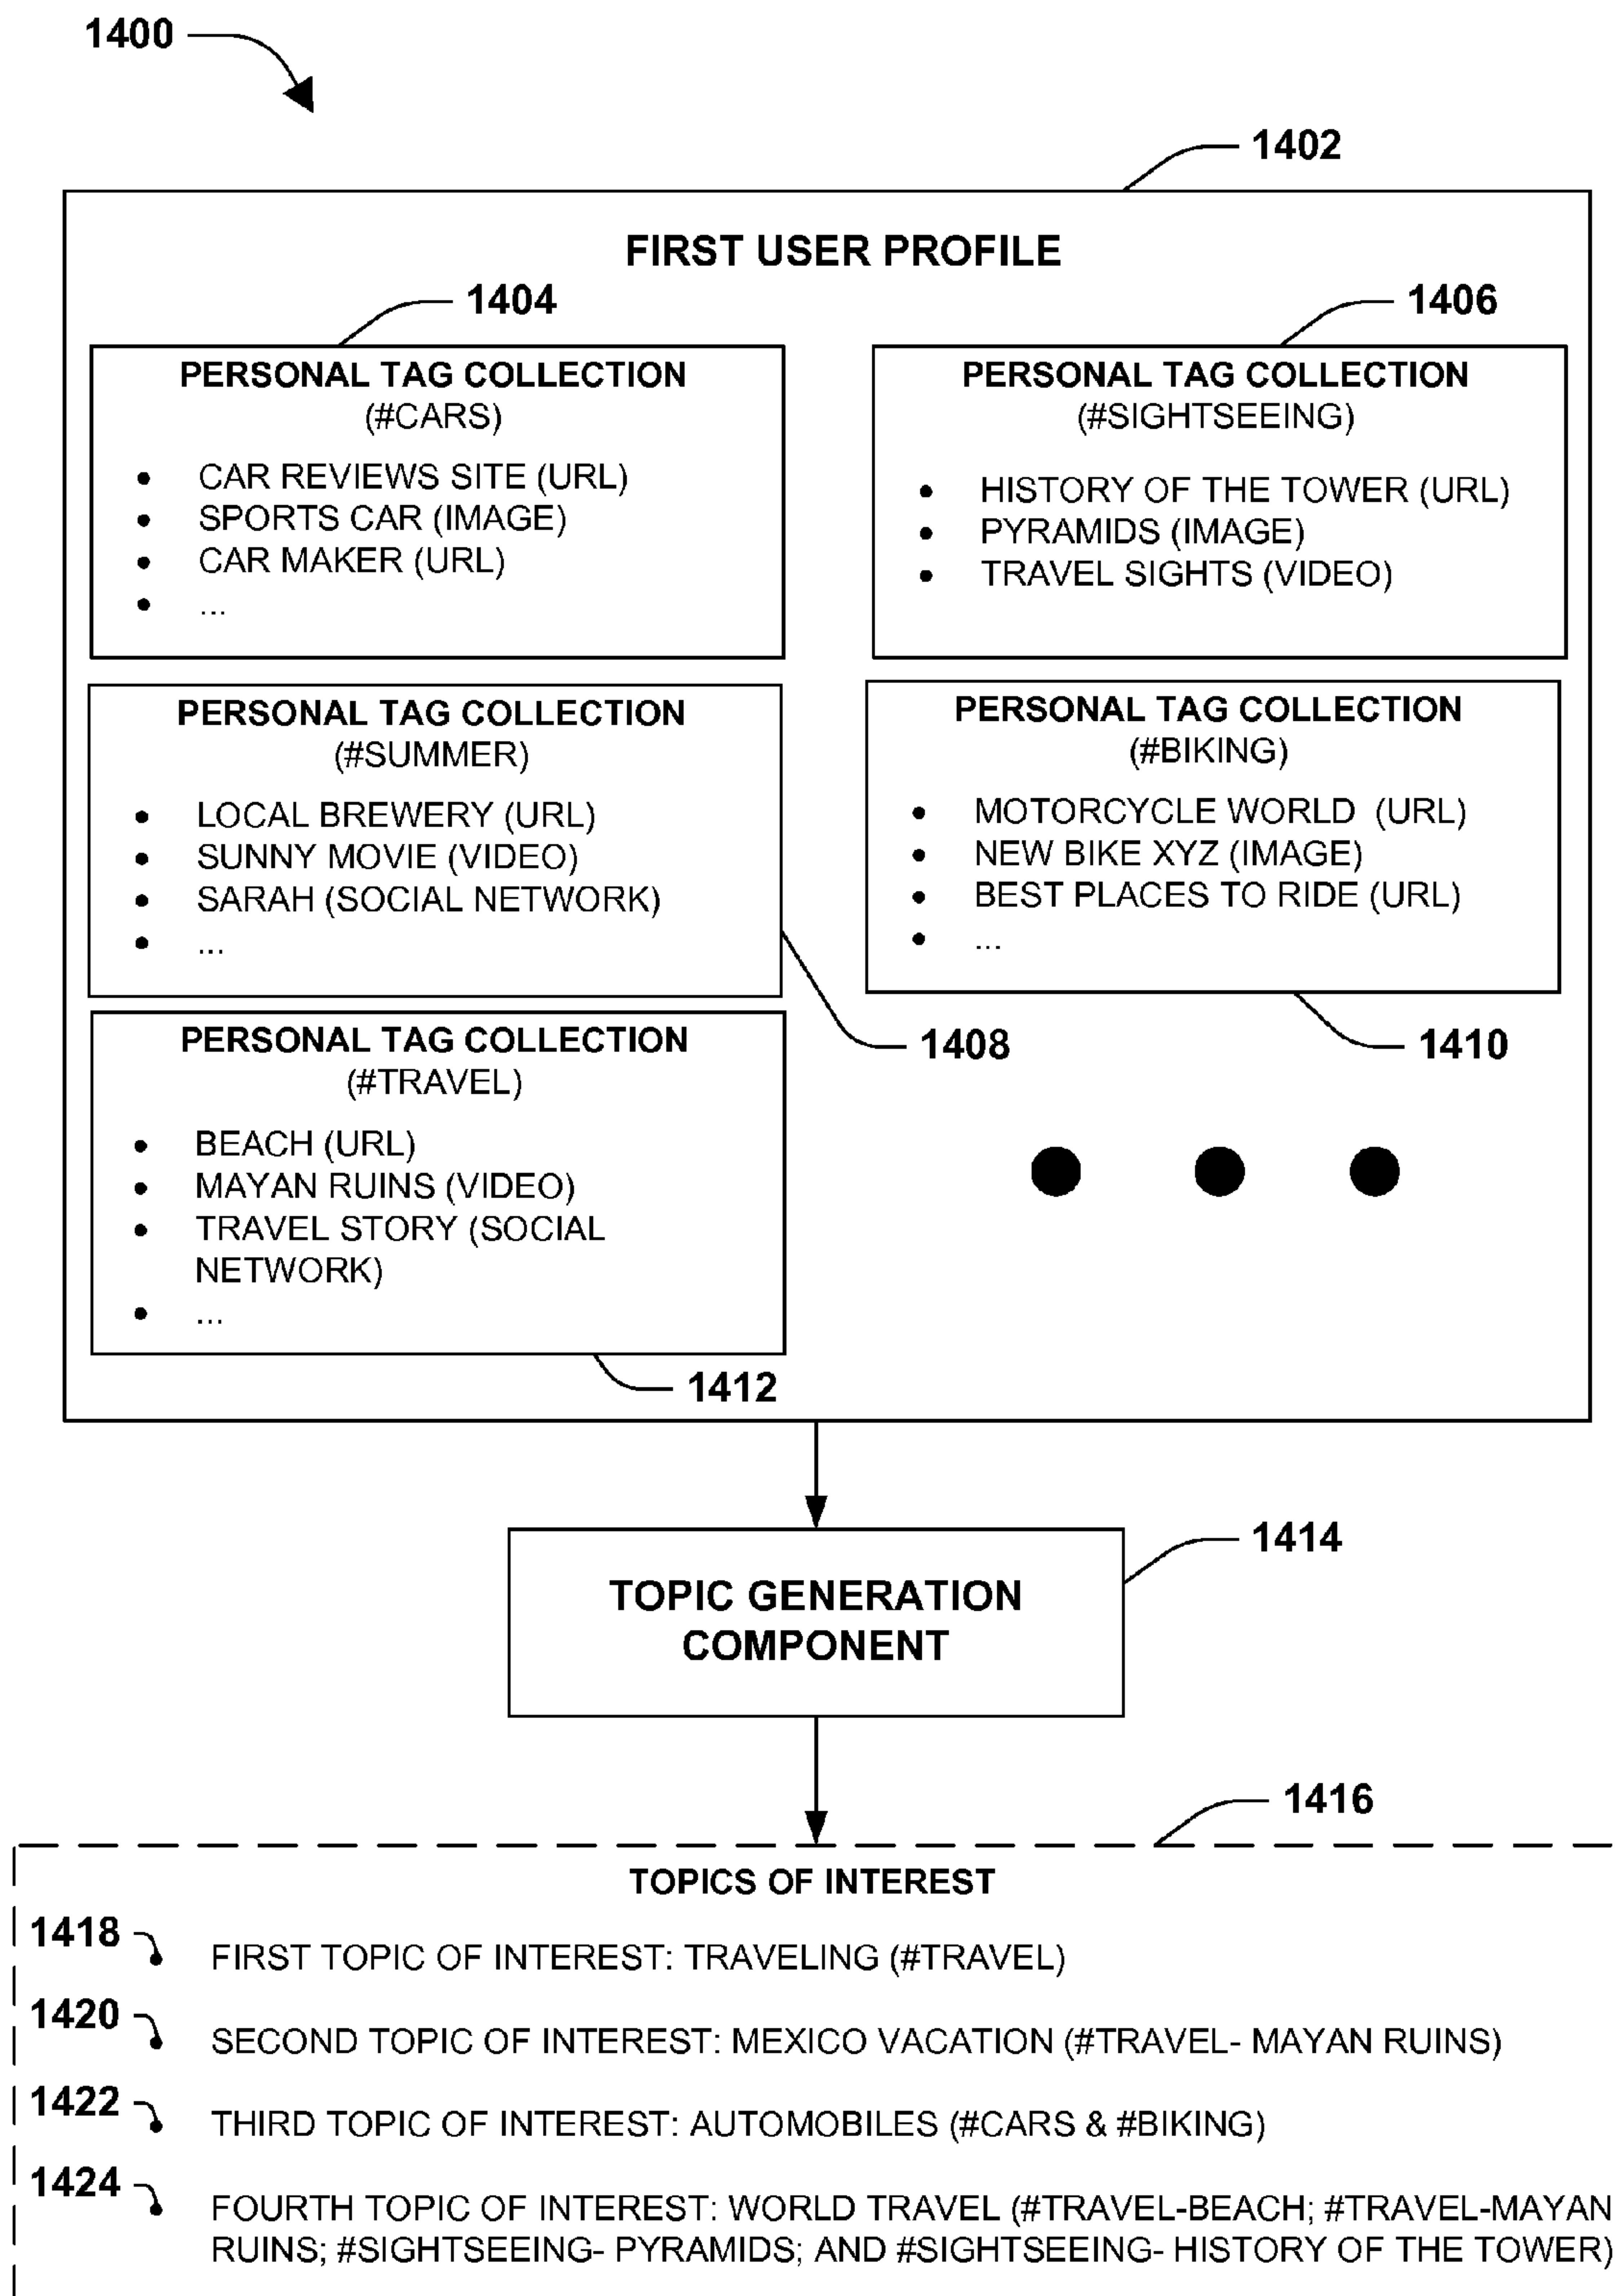 1400
1402
FIRST USER PROFILE
1404
PERSONAL TAG COLLECTION
(#CARS)
• CAR REVIEWS SITE (URL)
• SPORTS CAR (IMAGE)
• CAR MAKER (URL)
• ...
1406
PERSONAL TAG COLLECTION
(#SIGHTSEEING)
• HISTORY OF THE TOWER (URL)
• PYRAMIDS (IMAGE)
• TRAVEL SIGHTS (VIDEO)
PERSONAL TAG COLLECTION
(#SUMMER)
• LOCAL BREWERY (URL)
• SUNNY MOVIE (VIDEO)
• SARAH (SOCIAL NETWORK)
• ...
1408
PERSONAL TAG COLLECTION
(#BIKING)
• MOTORCYCLE WORLD (URL)
• NEW BIKE XYZ (IMAGE)
• BEST PLACES TO RIDE (URL)
• ...
1410
PERSONAL TAG COLLECTION
(#TRAVEL)
• BEACH (URL)
• MAYAN RUINS (VIDEO)
• TRAVEL STORY (SOCIAL
NETWORK)
• ...
1412
1414
TOPIC GENERATION
COMPONENT
1416
TOPICS OF INTEREST
1418
FIRST TOPIC OF INTEREST: TRAVELING (#TRAVEL)
1420
SECOND TOPIC OF INTEREST: MEXICO VACATION (#TRAVEL- MAYAN RUINS)
1422
THIRD TOPIC OF INTEREST: AUTOMOBILES (#CARS & #BIKING)
1424
FOURTH TOPIC OF INTEREST: WORLD TRAVEL (#TRAVEL-BEACH; #TRAVEL-MAYAN
RUINS; #SIGHTSEEING- PYRAMIDS; AND #SIGHTSEEING- HISTORY OF THE TOWER)